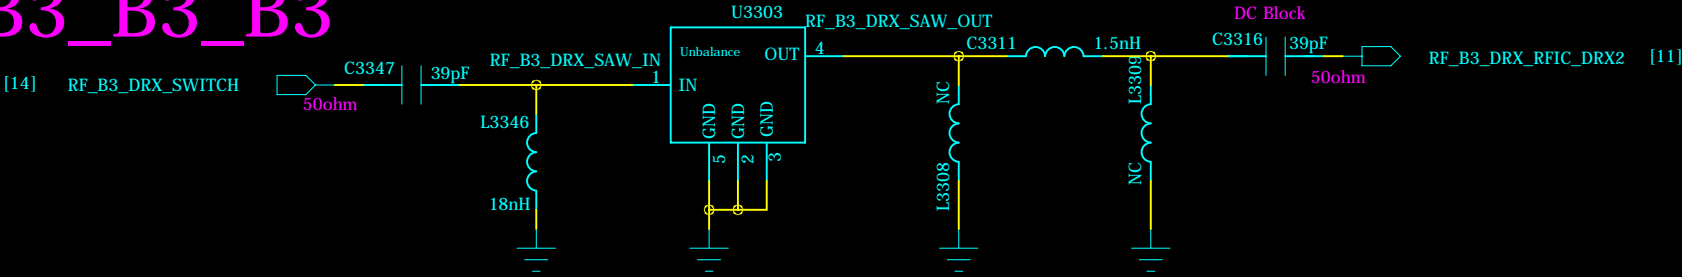 B3_B3_B3
U3303
RF_B3_DRX_SAW_OUT
DC Block
C3347
39pF
RF_B3_DRX_SAW_IN
Unbalance
OUT
4
C3311
1.5nH
C3316
39pF
[14] RF_B3_DRX_SWITCH
50ohm
1
IN
RF_B3_DRX_RFIC_DRX2 [11]
50ohm
L3346
18nH
GND
GND
GND
5
2
3
NC
L3308
L3309
NC